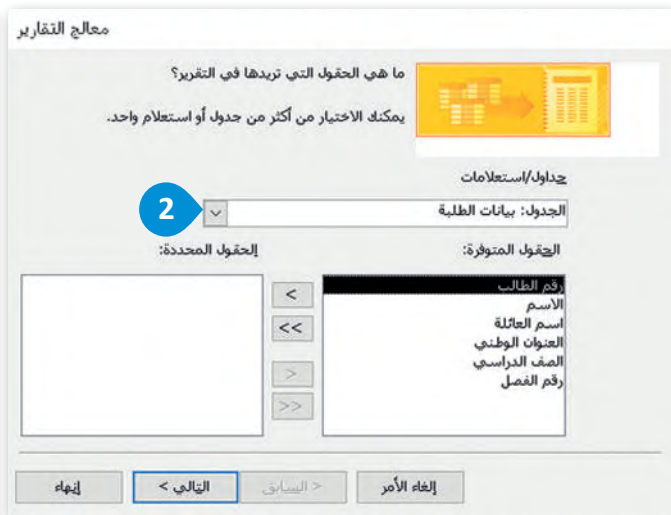 معالج التقارير
ما هي الحقول التي تريدها في التقرير؟
يمكنك الاختيار من أكثر من جدول أو استعلام واحد.
جداول/استعلامات
الجدول: بيانات الطلبة
2
الحقول المتوفرة:
الحقول المحددة:
رقم الطالب
الاسم
اسم العائلة
العنوان الوطني
الصف الدراسي
رقم الفصل
<
<<
>
>>
إلغاء الأمر
< السابق
التالي >
إنهاء